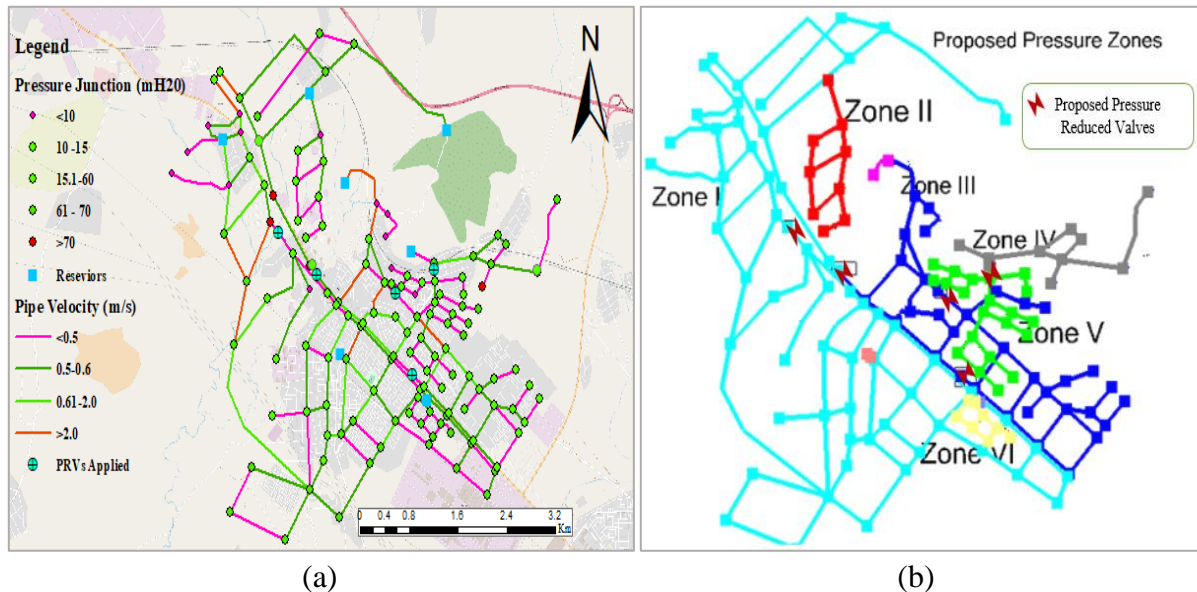 Legend
Pressure Junction (mH20)
<10
10 -15
15.1-60
61 - 70
>70
Reseviors
Pipe Velocity (m/s)
<0.5
0.5-0.6
0.61-2.0
>2.0
PRVs Applied
N
0 0.4 0.8 1.6 2.4 3.2
Km
(a)
Proposed Pressure Zones
Proposed Pressure
Reduced Valves
Zone II
Zone I
Zone III
Zone IV
Zone V
Zone VI
(b)